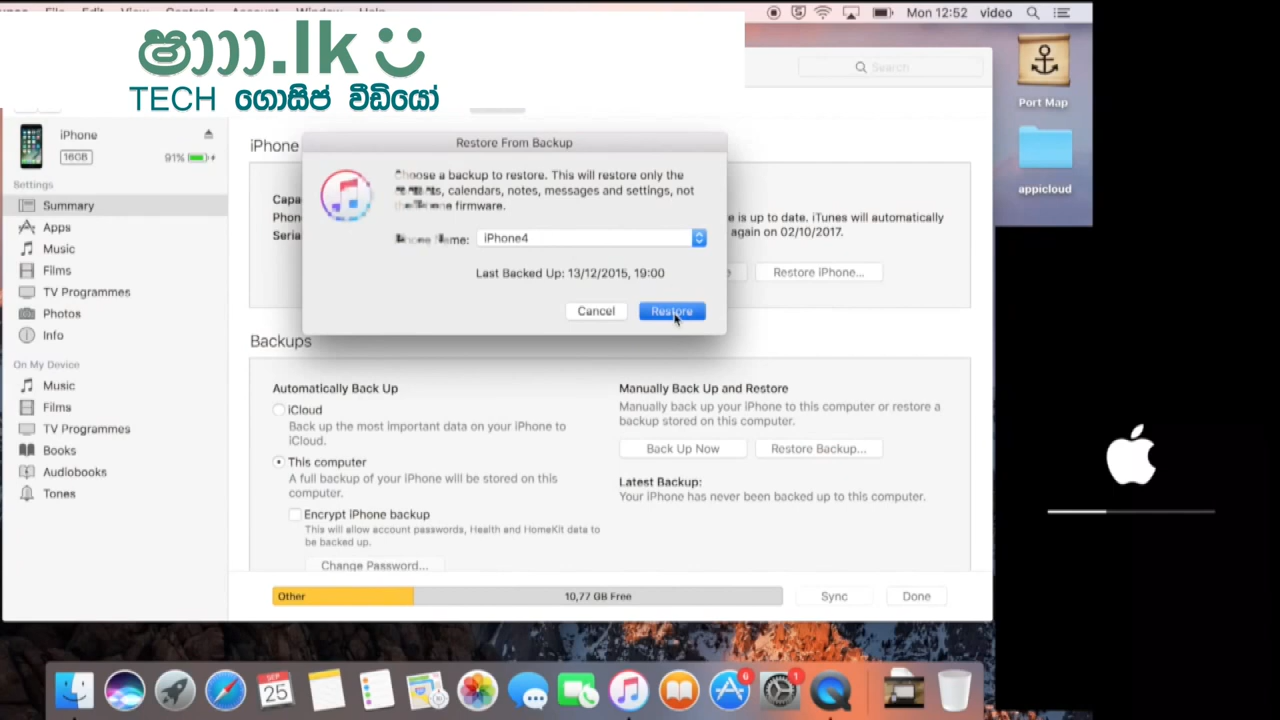 Mon 12:52 video
ෂාාා.lk
TECH ගොසිප් වීඩියෝ
Search
Port Map
appicloud
iPhone
16GB
91%
Settings
Summary
Apps
Music
Films
TV Programmes
Photos
Info
On My Device
Music
Films
TV Programmes
Books
Audiobooks
Tones
iPhone
Restore From Backup
Choose a backup to restore. This will restore only the
calendars, notes, messages and settings, not
firmware.
iPhone4
Last Backed Up: 13/12/2015, 19:00
Cancel
Restore
is up to date. iTunes will automatically
again on 02/10/2017.
Restore iPhone...
Backups
Automatically Back Up
iCloud
Back up the most important data on your iPhone to
iCloud.
This computer
A full backup of your iPhone will be stored on this
computer.
Encrypt iPhone backup
This will allow account passwords, Health and HomeKit data to
be backed up.
Change Password...
Manually Back Up and Restore
Manually back up your iPhone to this computer or restore a
backup stored on this computer.
Back Up Now
Restore Backup...
Latest Backup:
Your iPhone has never been backed up to this computer.
Other
10,77 GB Free
Sync
Done
SEP
25
6
1